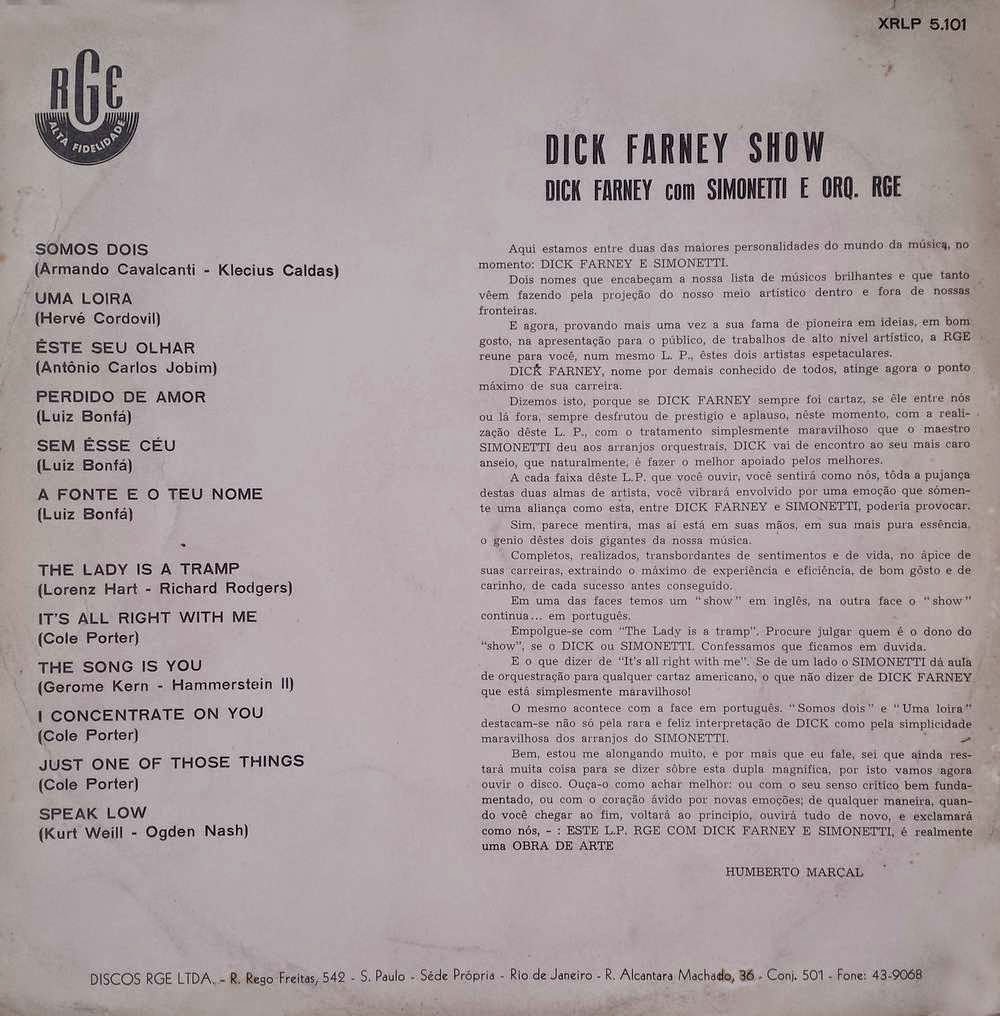 XRLP 5.101
RGE
ALTA FIDELIDADE
DICK FARNEY SHOW
DICK FARNEY com SIMONETTI E ORQ. RGE
SOMOS DOIS
(Armando Cavalcanti - Klecius Caldas)
UMA LOIRA
(Hervé Cordovil)
ÊSTE SEU OLHAR
(Antônio Carlos Jobim)
PERDIDO DE AMOR
(Luiz Bonfá)
SEM ÊSSE CÉU
(Luiz Bonfá)
A FONTE E O TEU NOME
(Luiz Bonfá)
THE LADY IS A TRAMP
(Lorenz Hart - Richard Rodgers)
IT'S ALL RIGHT WITH ME
(Cole Porter)
THE SONG IS YOU
(Gerome Kern - Hammerstein II)
I CONCENTRATE ON YOU
(Cole Porter)
JUST ONE OF THOSE THINGS
(Cole Porter)
SPEAK LOW
(Kurt Weill - Ogden Nash)
Aqui estamos entre duas das maiores personalidades do mundo da música, no
momento: DICK FARNEY E SIMONETTI.
Dois nomes que encabeçam a nossa lista de músicos brilhantes e que tanto
vêem fazendo pela projeção do nosso meio artistico dentro e fora de nossas
fronteiras.
E agora, provando mais uma vez a sua fama de pioneira em ideias, em bom
gosto, na apresentação para o público, de trabalhos de alto nivel artístico, a RGE
reune para você, num mesmo L. P., êstes dois artistas espetaculares.
DICK FARNEY, nome por demais conhecido de todos, atinge agora o ponto
máximo de sua carreira.
Dizemos isto, porque se DICK FARNEY sempre foi cartaz, se êle entre nós
ou lá fora, sempre desfrutou de prestigio e aplauso, nêste momento, com a reali-
zação dêste L. P., com o tratamento simplesmente maravilhoso que o maestro
SIMONETTI deu aos arranjos orquestrais, DICK vai de encontro ao seu mais caro
anseio, que naturalmente, é fazer o melhor apoiado pelos melhores.
A cada faixa dêste L.P. que você ouvir, você sentirá como nós, tôda a pujança
destas duas almas de artista, você vibrará envolvido por uma emoção que sómen-
te uma aliança como esta, entre DICK FARNEY e SIMONETTI, poderia provocar.
Sim, parece mentira, mas aí está em suas mãos, em sua mais pura essência,
o genio dêstes dois gigantes da nossa música.
Completos, realizados, transbordantes de sentimentos e de vida, no ápice de
suas carreiras, extraindo o máximo de experiência e eficiência, de bom gôsto e de
carinho, de cada sucesso antes conseguido.
Em uma das faces temos um "show" em inglês, na outra face o "show"
continua... em português.
Empolgue-se com "The Lady is a tramp". Procure julgar quem é o dono do
"show", se o DICK ou SIMONETTI. Confessamos que ficamos em duvida.
E o que dizer de "It's all right with me". Se de um lado o SIMONETTI dá aula
de orquestração para qualquer cartaz americano, o que não dizer de DICK FARNEY
que está simplesmente maravilhoso!
O mesmo acontece com a face em português. "Somos dois" e "Uma loira"
destacam-se não só pela rara e feliz interpretação de DICK como pela simplicidade
maravilhosa dos arranjos do SIMONETTI.
Bem, estou me alongando muito, e por mais que eu fale, sei que ainda res-
tará muita coisa para se dizer sôbre esta dupla magnifica, por isto vamos agora
ouvir o disco. Ouça-o como achar melhor: ou com o seu senso critico bem funda-
mentado, ou com o coração ávido por novas emoções; de qualquer maneira, quan-
do você chegar ao fim, voltará ao principio, ouvirá tudo de novo, e exclamará
como nós, - : ESTE L.P. RGE COM DICK FARNEY E SIMONETTI, é realmente
uma OBRA DE ARTE
HUMBERTO MARÇAL
DISCOS RGE LTDA. - R. Rego Freitas, 542 - S. Paulo - Séde Própria - Rio de Janeiro - R. Alcantara Machado, 36 - Conj. 501 - Fone: 43-9068